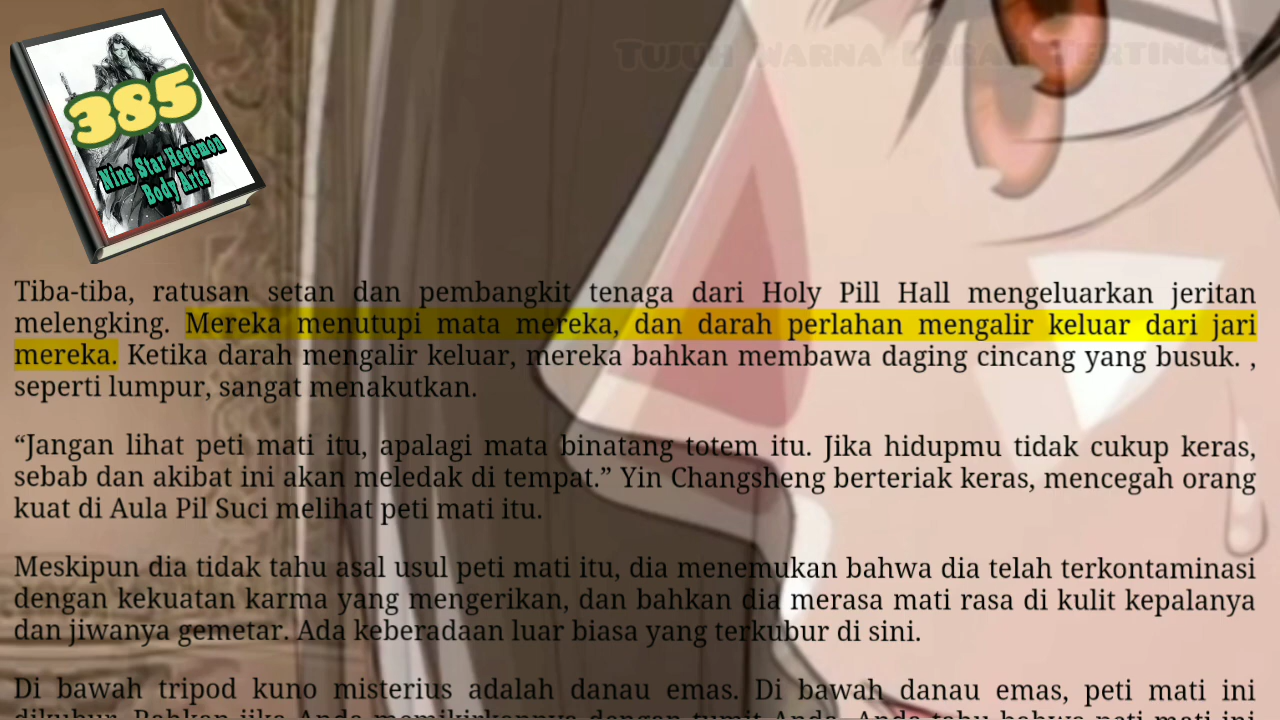 TUJUH WARNA DARAH TERTINGGI
385
Nine Star Hegemon
Body Arts
Tiba-tiba, ratusan setan dan pembangkit tenaga dari Holy Pill Hall mengeluarkan jeritan
melengking. Mereka menutupi mata mereka, dan darah perlahan mengalir keluar dari jari
mereka. Ketika darah mengalir keluar, mereka bahkan membawa daging cincang yang busuk. ,
seperti lumpur, sangat menakutkan.
“Jangan lihat peti mati itu, apalagi mata binatang totem itu. Jika hidupmu tidak cukup keras,
sebab dan akibat ini akan meledak di tempat.” Yin Changsheng berteriak keras, mencegah orang
kuat di Aula Pil Suci melihat peti mati itu.
Meskipun dia tidak tahu asal usul peti mati itu, dia menemukan bahwa dia telah terkontaminasi
dengan kekuatan karma yang mengerikan, dan bahkan dia merasa mati rasa di kulit kepalanya
dan jiwanya gemetar. Ada keberadaan luar biasa yang terkubur di sini.
Di bawah tripod kuno misterius adalah danau emas. Di bawah danau emas, peti mati ini